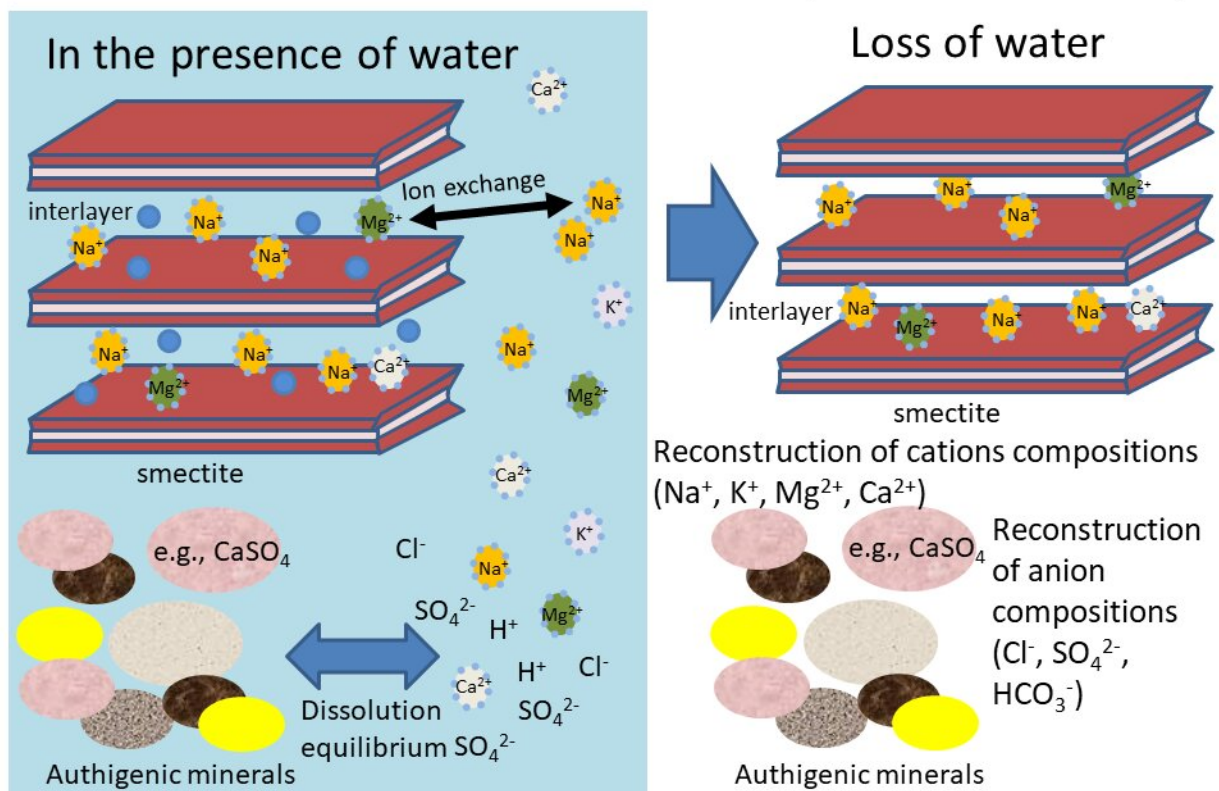 In the presence of water
Ca²⁺
Ion exchange
interlayer
Na⁺
Mg²⁺
Na⁺
Na⁺
Na⁺
Na⁺
K⁺
Na⁺
Na⁺
Na⁺
Na⁺
Ca²⁺
Mg²⁺
Mg²⁺
smectite
Ca²⁺
K⁺
e.g., CaSO₄
Cl⁻
Na⁺
SO₄²⁻
Mg²⁺
H⁺
H⁺
Cl⁻
Ca²⁺
SO₄²⁻
Dissolution
equilibrium
SO₄²⁻
Authigenic minerals
Loss of water
Na⁺
Na⁺
Mg²⁺
Na⁺
interlayer
Na⁺
Mg²⁺
Na⁺
Na⁺
Ca²⁺
smectite
Reconstruction of cations compositions
(Na⁺, K⁺, Mg²⁺, Ca²⁺)
e.g., CaSO₄
Reconstruction
of anion
compositions
(Cl⁻, SO₄²⁻,
HCO₃⁻)
Authigenic minerals